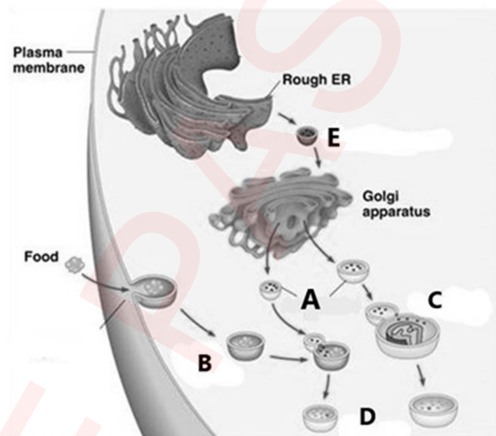 Plasma
membrane
Rough ER
E
Golgi
apparatus
Food
A
C
B
D